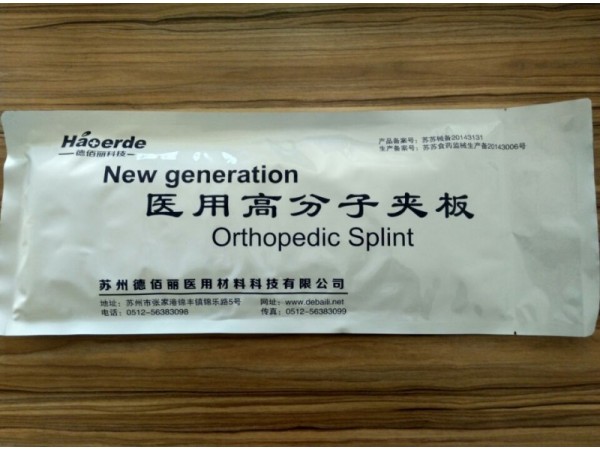 Haoerde
德佰丽科技
产品备案号：苏苏械备20143131
生产备案号：苏苏食药监械生产备20143006号
New generation
医用高分子夹板
Orthopedic Splint
苏州德佰丽医用材料科技有限公司
地址：苏州市张家港锦丰镇锦乐路5号
网址：www.debaili.net
电话：0512-56383098
传真：0512-56383099